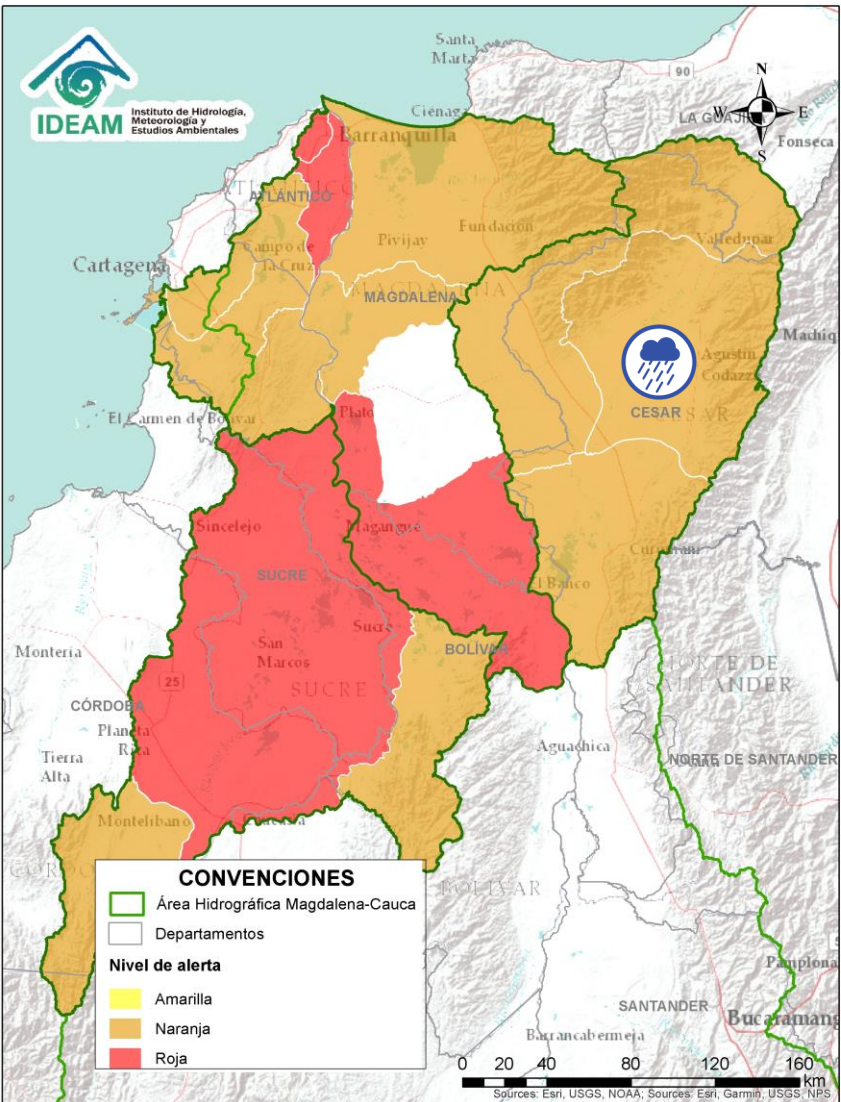 IDEAM
Instituto de Hidrología,
Meteorología y
Estudios Ambientales
Santa
Marta
90
N
W
E
S
Ciénaga
LA GUAJIRA
Fonseca
Barranquilla
ATLÁNTICO
Cartagena
Campo de
la Cruz
Pivijay
Fundación
Valledupar
MAGDALENA
MAGDALENA
Agustín
Codazzi
CESAR
CESAR
El Carmen de Bolívar
Plato
Sincelejo
Magangué
SUCRE
El Banco
Montería
San
Marcos
Sucre
BOLÍVAR
SUCRE
25
CÓRDOBA
NORTE DE
SANTANDER
Planeta
Rica
Tierra
Alta
Aguachica
NORTE DE SANTANDER
Montelíbano
BOLÍVAR
CONVENCIONES
Área Hidrográfica Magdalena-Cauca
Departamentos
Nivel de alerta
Amarilla
Naranja
Roja
Pamplona
SANTANDER
Bucaramang
Barrancabermeja
0 20 40 80 120 160
km
Sources: Esri, USGS, NOAA; Sources: Esri, Garmin, USGS, NPS